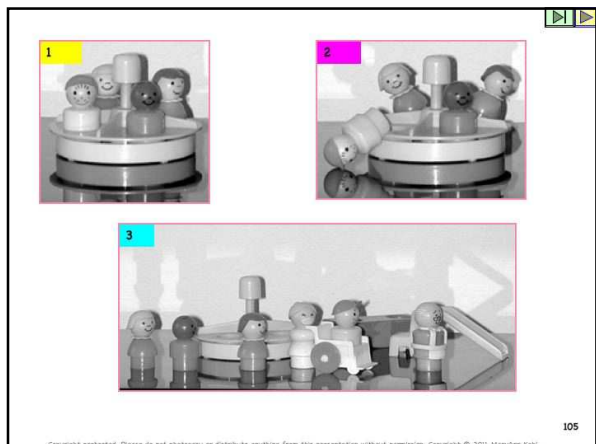 1
2
3
105
Copyright protected. Please do not photocopy or distribute anything from this presentation without permission. Copyright © 2011